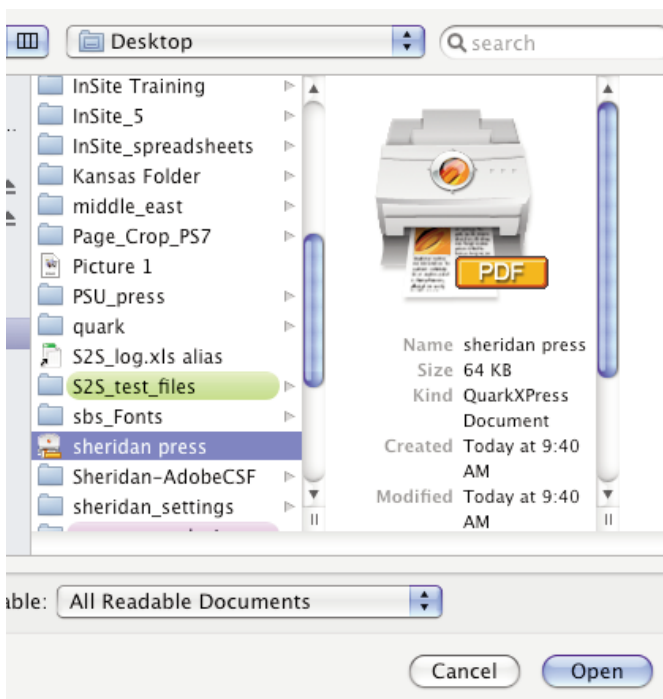 Desktop
search
InSite Training
InSite_5
InSite_spreadsheets
Kansas Folder
middle_east
Page_Crop_PS7
Picture 1
PSU_press
quark
S2S_log.xls alias
S2S_test_files
sbs_Fonts
sheridan press
Sheridan-AdobeCSF
sheridan_settings
PDF
Name sheridan press
Size 64 KB
Kind QuarkXPress
Document
Created Today at 9:40
AM
Modified Today at 9:40
AM
able: All Readable Documents
Cancel Open